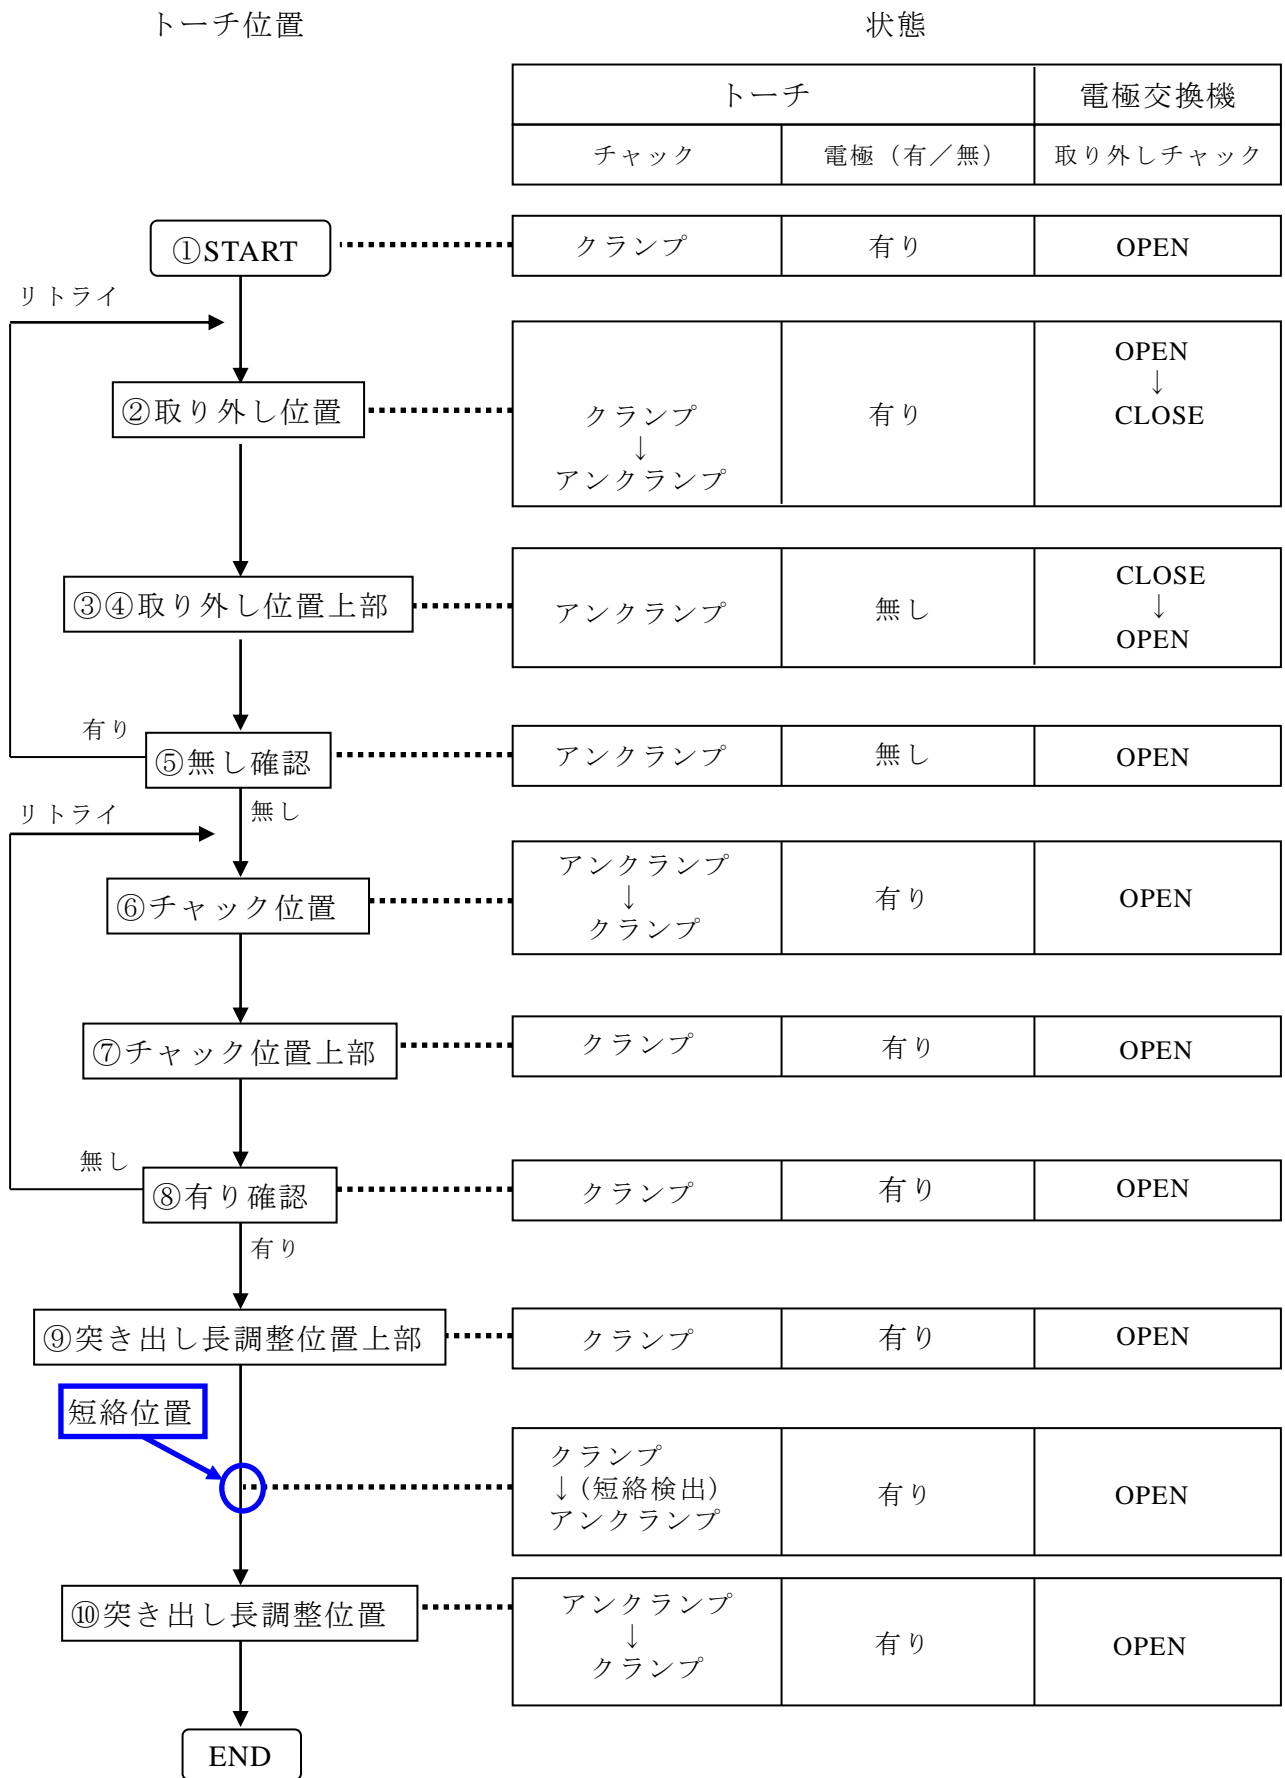 トーチ位置
状態
トーチ
電極交換機
チャック
電極（有／無）
取り外しチャック
①START
クランプ
有り
OPEN
リトライ
②取り外し位置
クランプ
↓
アンクランプ
有り
OPEN
↓
CLOSE
③④取り外し位置上部
アンクランプ
無し
CLOSE
↓
OPEN
有り
⑤無し確認
アンクランプ
無し
OPEN
無し
リトライ
⑥チャック位置
アンクランプ
↓
クランプ
有り
OPEN
⑦チャック位置上部
クランプ
有り
OPEN
無し
⑧有り確認
クランプ
有り
OPEN
有り
⑨突き出し長調整位置上部
クランプ
有り
OPEN
短絡位置
クランプ
↓(短絡検出)
アンクランプ
有り
OPEN
⑩突き出し長調整位置
アンクランプ
↓
クランプ
有り
OPEN
END